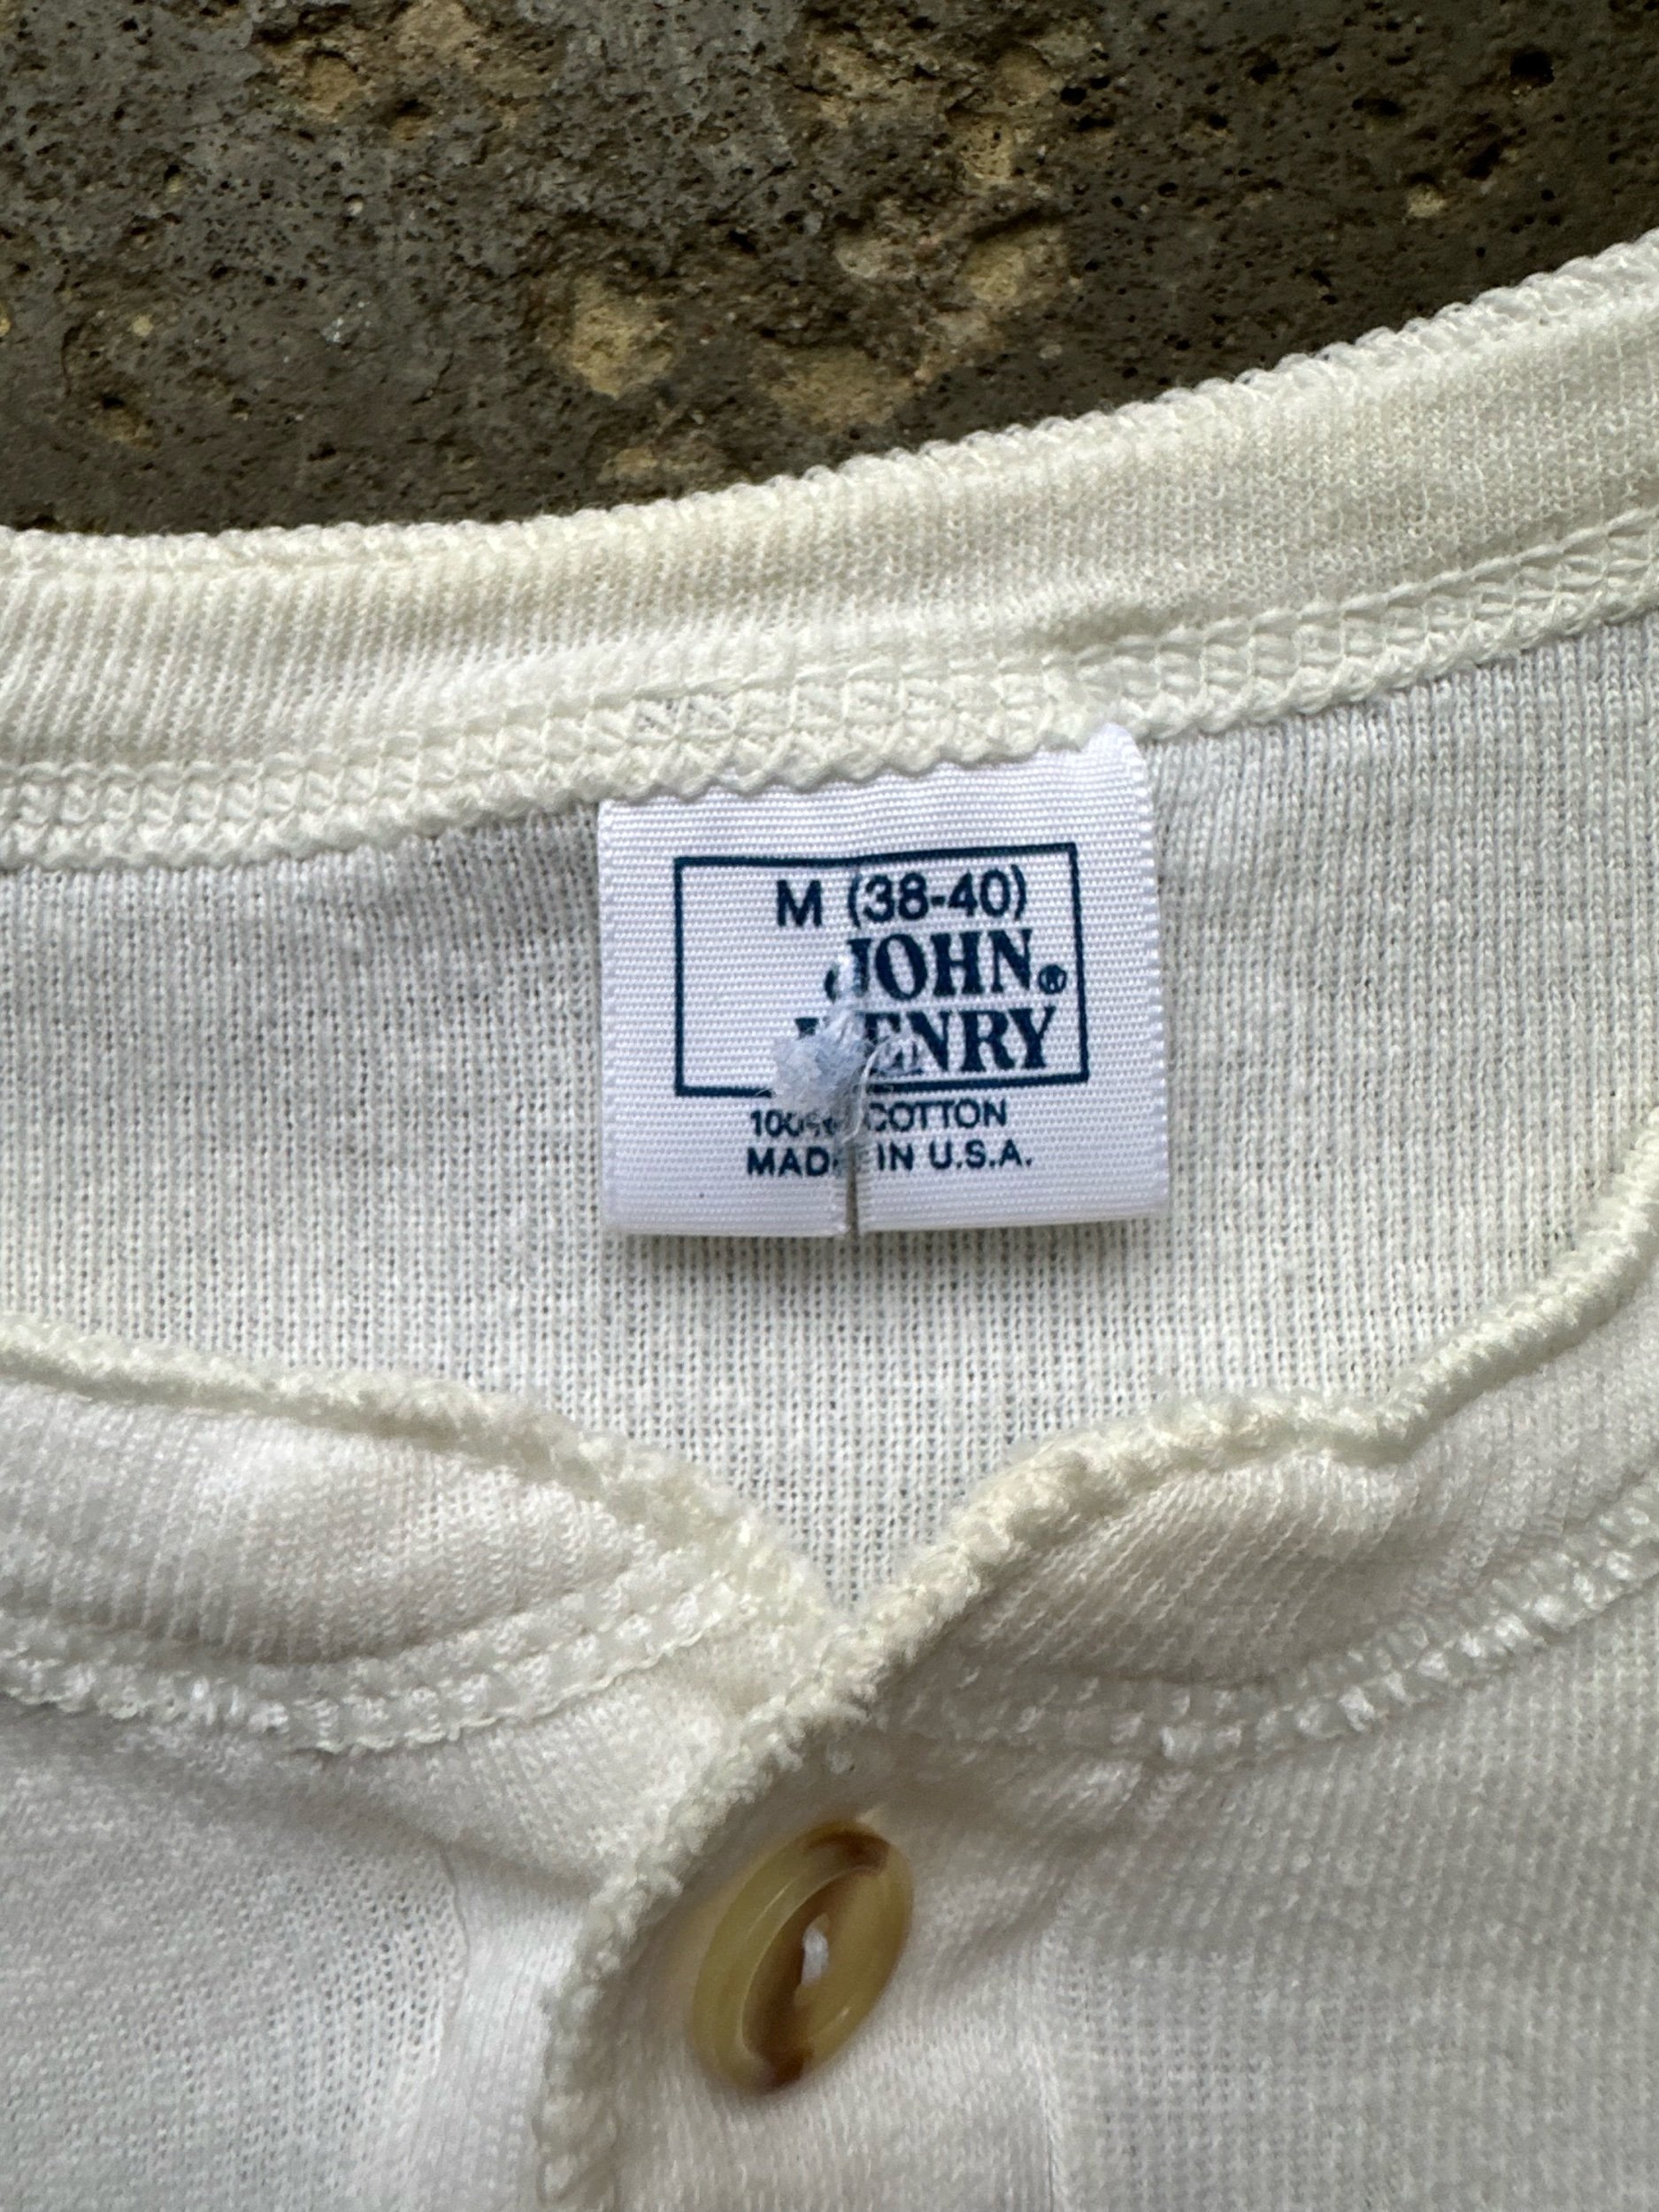 M (38-40)
JOHN®
HENRY
100% COTTON
MADE IN U.S.A.